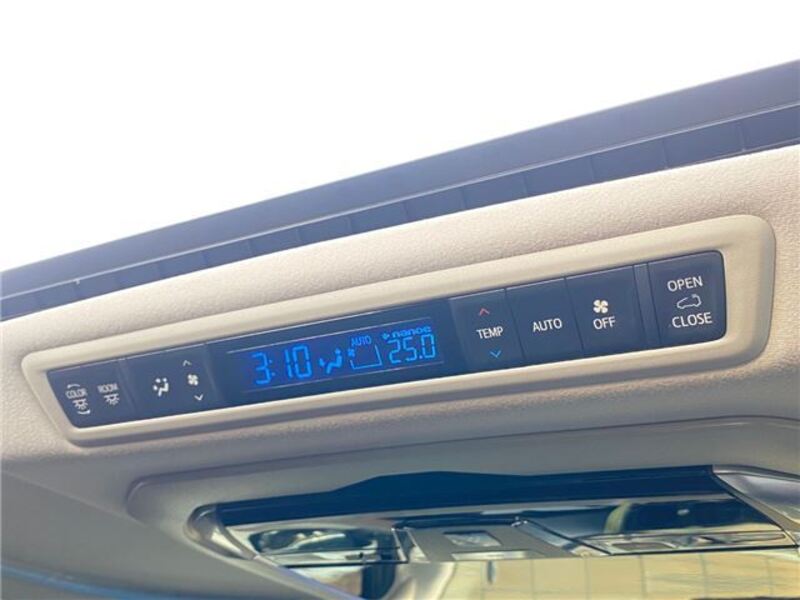 COLOR
ROOM
3:10
AUTO
nanoe
25.0
TEMP
AUTO
OFF
OPEN
CLOSE